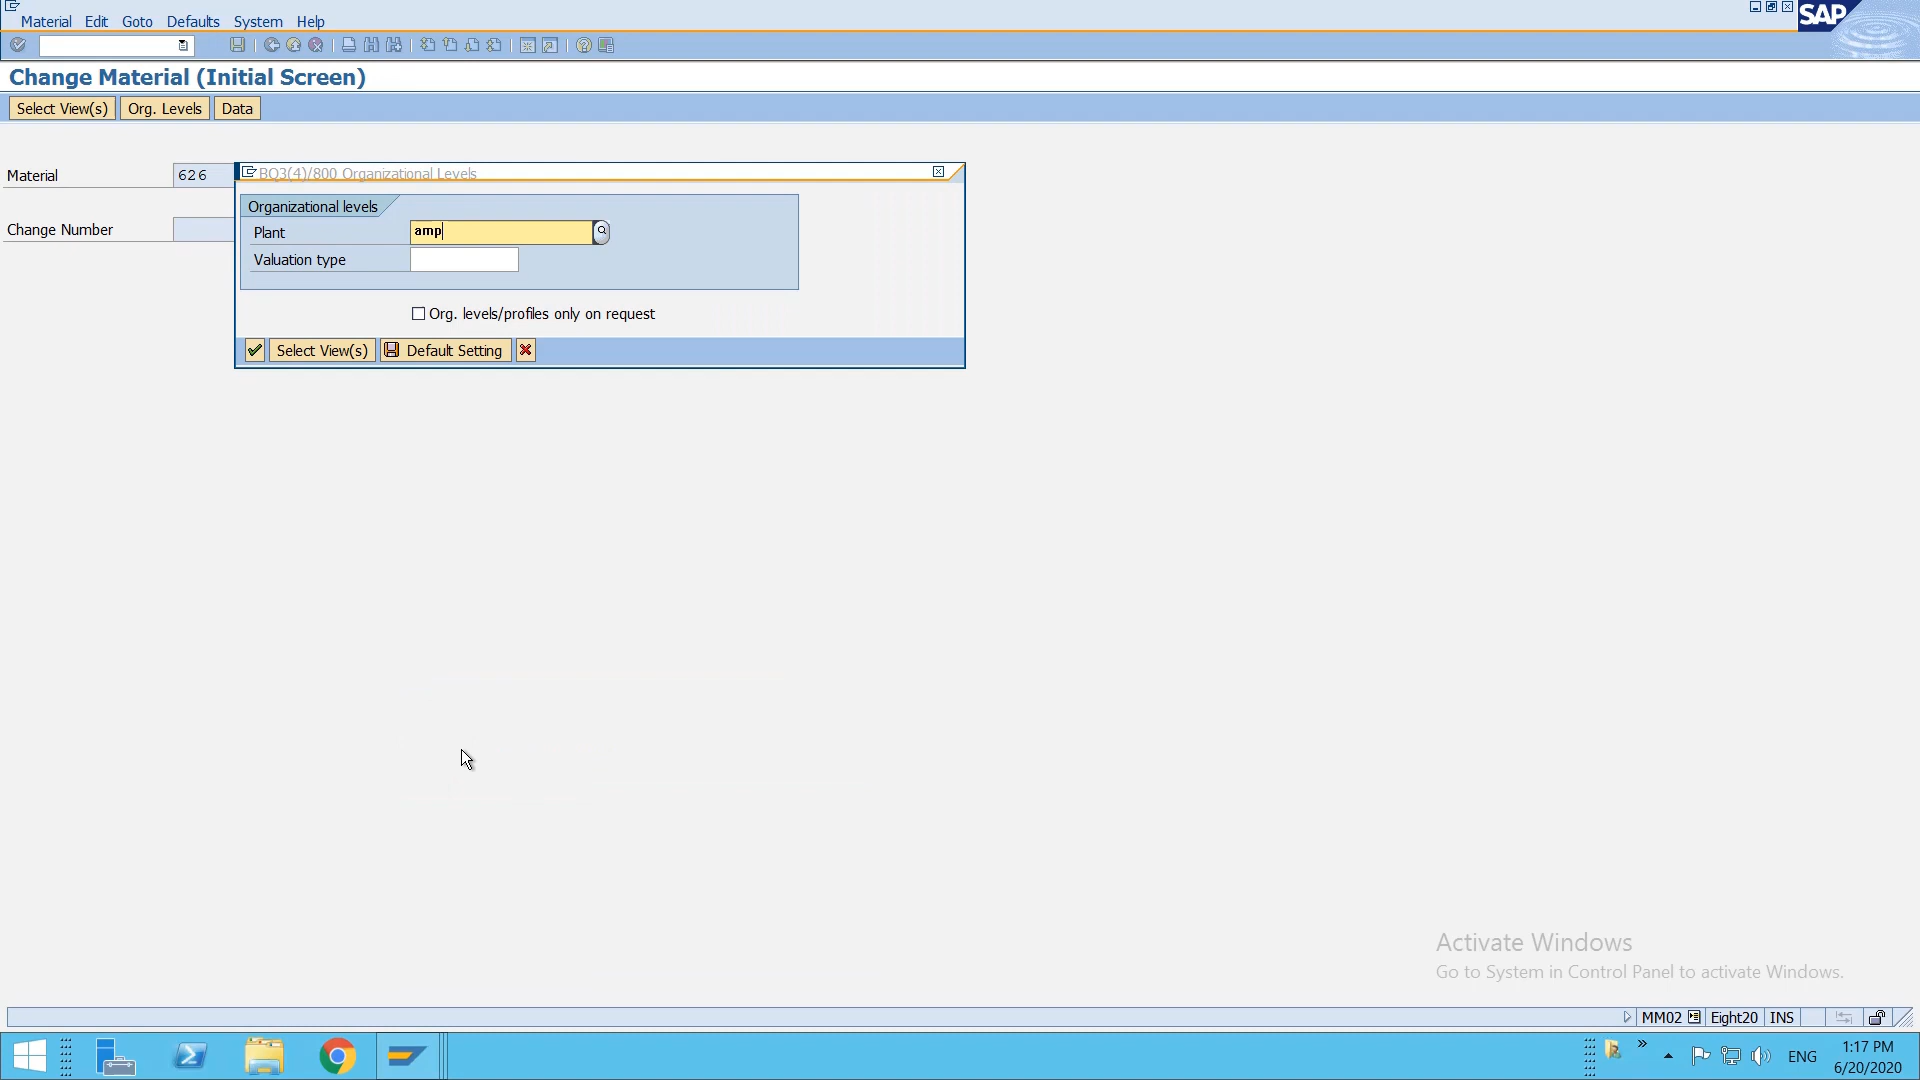 Material Edit Goto Defaults System Help
SAP
Change Material (Initial Screen)
Select View(s) Org. Levels Data
Material 626
BQ3(4)/800 Organizational Levels
Organizational levels
Plant amp
Change Number
Valuation type
Org. levels/profiles only on request
Select View(s) Default Setting
Activate Windows
Go to System in Control Panel to activate Windows.
MM02 Eight20 INS
ENG
1:17 PM
6/20/2020